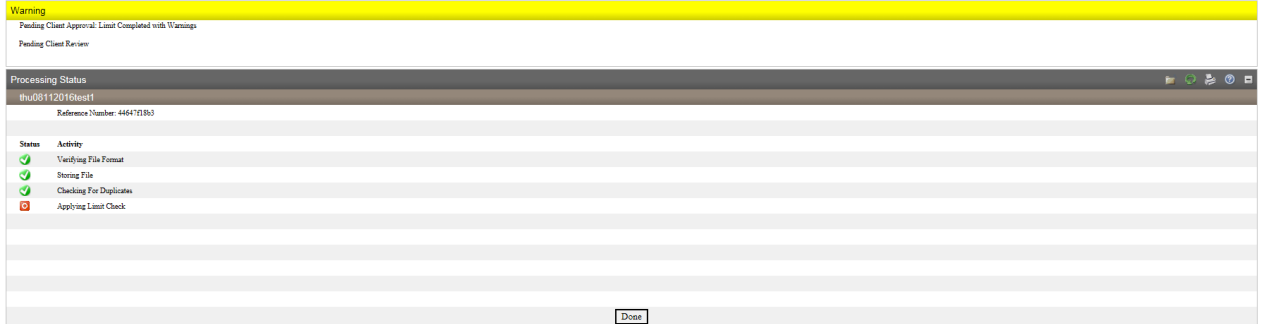 Warning
Pending Client Approval: Limit Completed with Warnings
Pending Client Review
Processing Status
thu08112016test1
Reference Number: 44647f18b3
Status Activity
Verifying File Format
Storing File
Checking For Duplicates
Applying Limit Check
Done